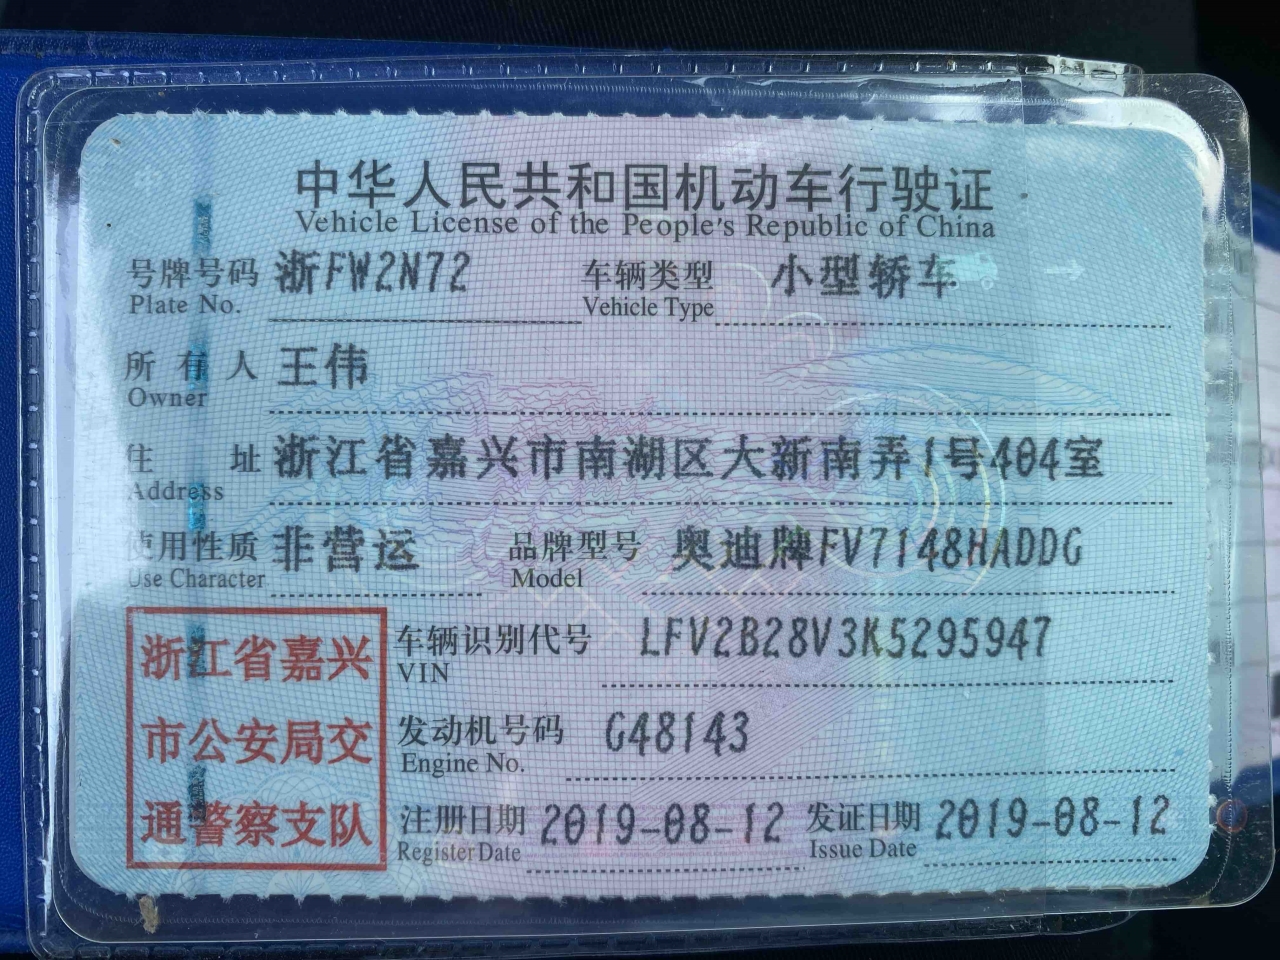 中华人民共和国机动车行驶证
Vehicle License of the People's Republic of China
号牌号码 浙FW2N72 车辆类型 小型轿车
Plate No. Vehicle Type
所有人 王伟
Owner
住址 浙江省嘉兴市南湖区大新南弄1号404室
Address
使用性质 非营运 品牌型号 奥迪牌FV7148HADDG
Use Character Model
浙江省嘉兴
市公安局交
通警察支队
车辆识别代号 LFV2B28V3K5295947
VIN
发动机号码 G48143
Engine No.
注册日期 2019-08-12 发证日期 2019-08-12
Register Date Issue Date